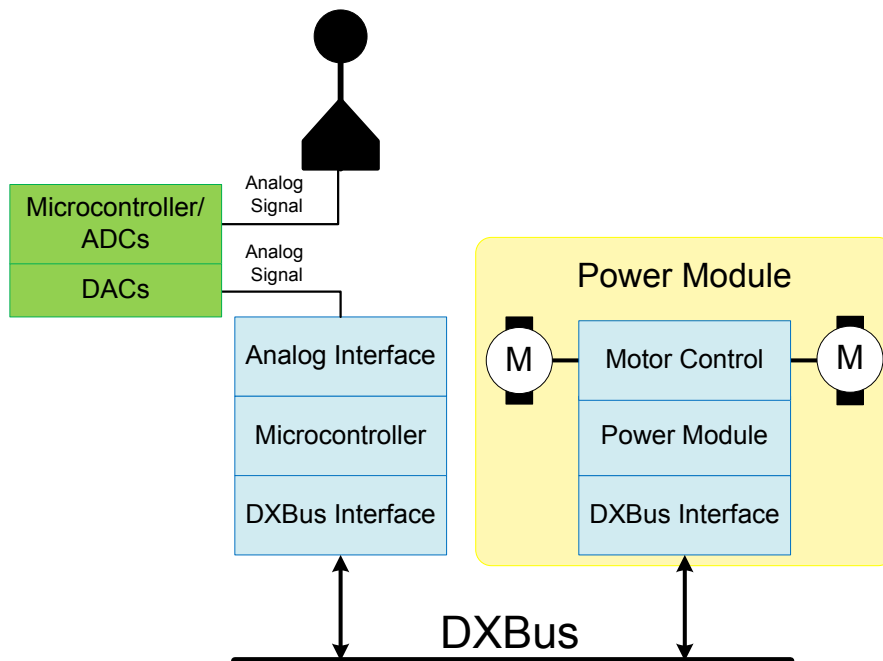 Analog
Signal
Microcontroller/
ADCs
Analog
Signal
DACs
Power Module
Analog Interface
M
Motor Control
M
Microcontroller
Power Module
DXBus Interface
DXBus Interface
DXBus